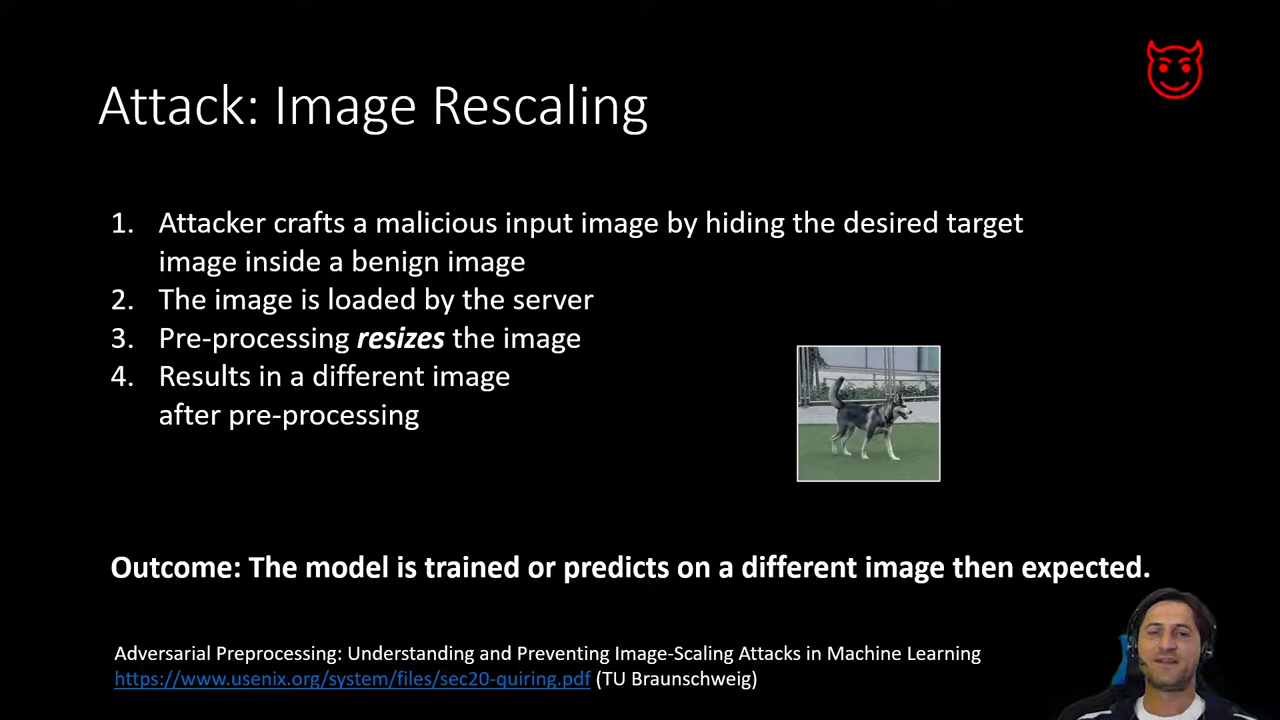 Attack: Image Rescaling
1. Attacker crafts a malicious input image by hiding the desired target
image inside a benign image
2. The image is loaded by the server
3. Pre-processing resizes the image
4. Results in a different image
after pre-processing
Outcome: The model is trained or predicts on a different image then expected.
Adversarial Preprocessing: Understanding and Preventing Image-Scaling Attacks in Machine Learning
https://www.usenix.org/system/files/sec20-quiring.pdf (TU Braunschweig)